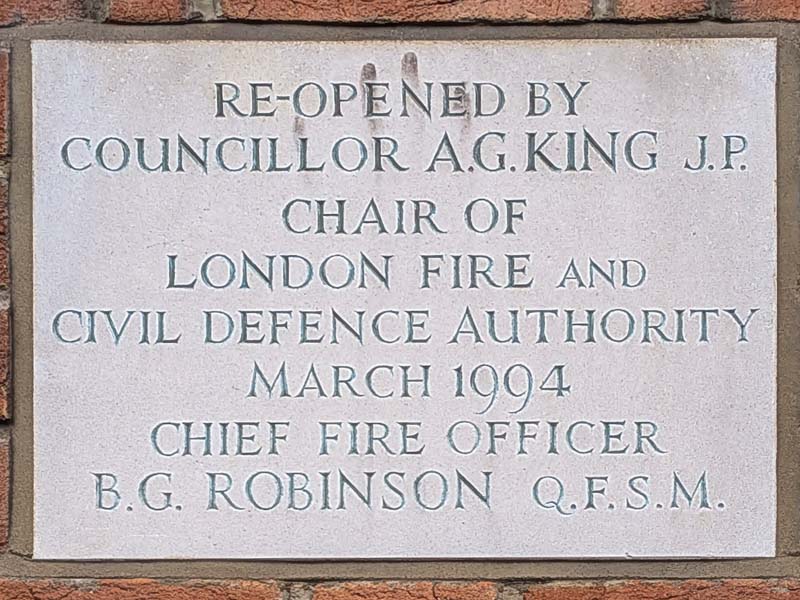 RE-OPENED BY
COUNCILLOR A.G. KING J.P.
CHAIR OF
LONDON FIRE AND
CIVIL DEFENCE AUTHORITY
MARCH 1994
CHIEF FIRE OFFICER
B.G. ROBINSON Q.F.S.M.